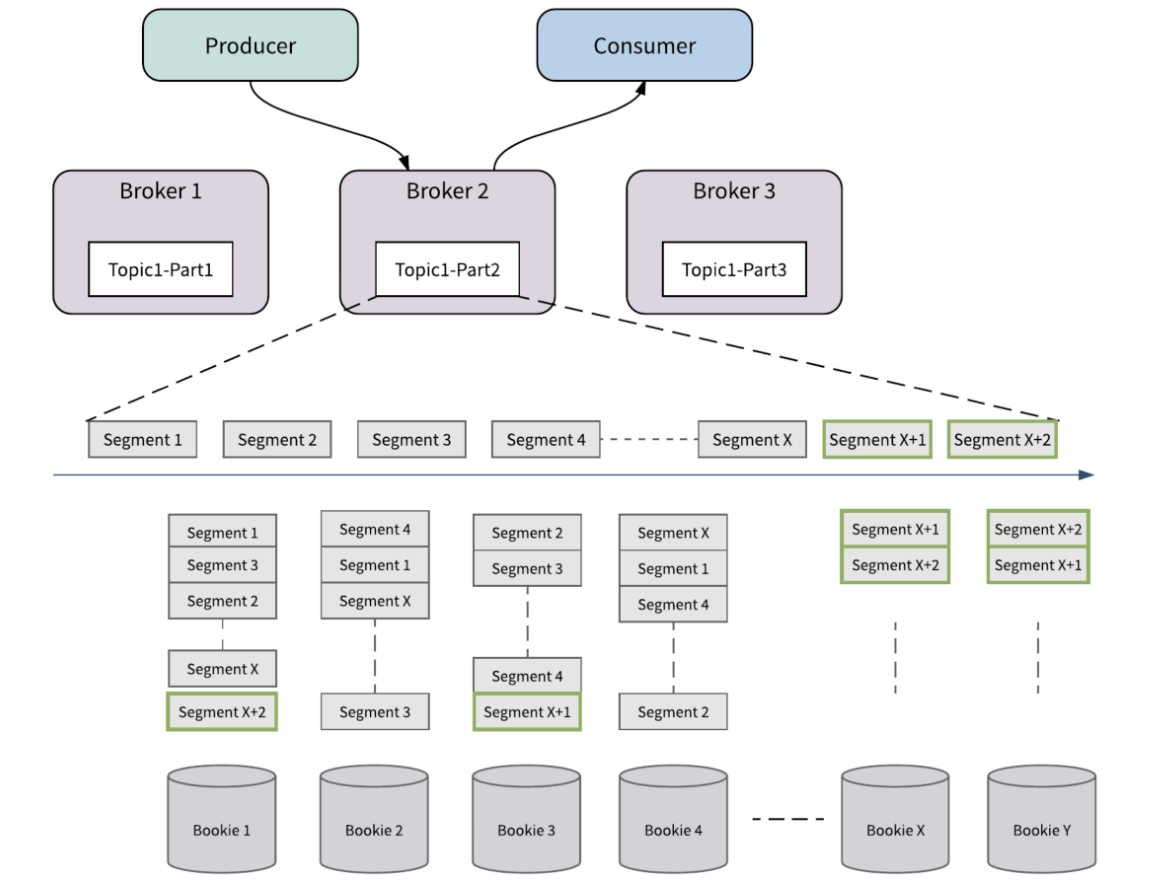 Producer
Consumer
Broker 1
Broker 2
Broker 3
Topic1-Part1
Topic1-Part2
Topic1-Part3
Segment 1
Segment 2
Segment 3
Segment 4
Segment X
Segment X+1
Segment X+2
Segment 1
Segment 3
Segment 2
Segment X
Segment X+2
Segment 4
Segment 1
Segment X
Segment 3
Segment 2
Segment 3
Segment 4
Segment X+1
Segment X
Segment 1
Segment 4
Segment 2
Segment X+1
Segment X+2
Segment X+2
Segment X+1
Bookie 1
Bookie 2
Bookie 3
Bookie 4
Bookie X
Bookie Y